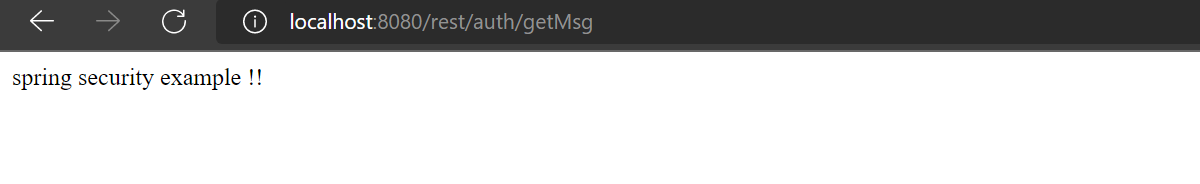 localhost:8080/rest/auth/getMsg
spring security example !!